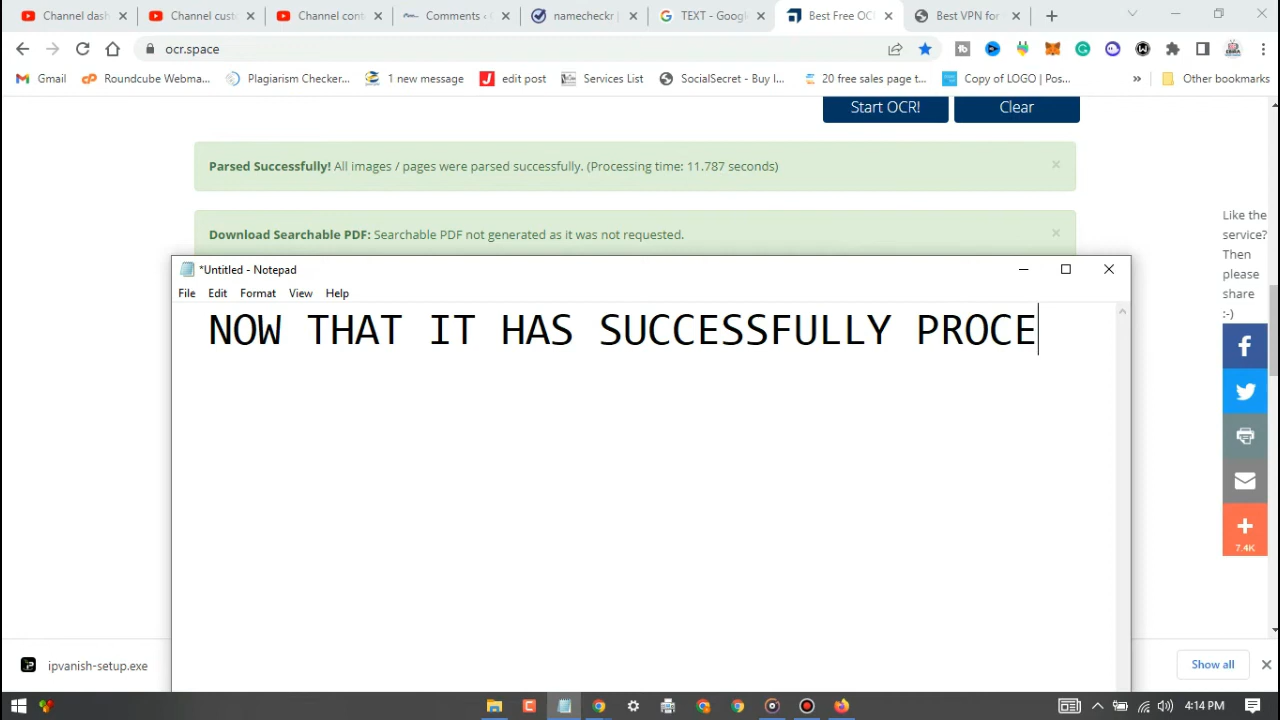 Channel dash
Channel cust
Channel com
Comments ‹
namecheckr
TEXT - Googl
Best Free OC
Best VPN for
ocr.space
Gmail
Roundcube Webma...
Plagiarism Checker...
1 new message
edit post
Services List
SocialSecret - Buy I...
20 free sales page t...
Copy of LOGO | Pos...
»
Other bookmarks
Start OCR!
Clear
Parsed Successfully! All images / pages were parsed successfully. (Processing time: 11.787 seconds)
Download Searchable PDF: Searchable PDF not generated as it was not requested.
Like the
service?
Then
please
share
:-)
7.4K
*Untitled - Notepad
File Edit Format View Help
NOW THAT IT HAS SUCCESSFULLY PROCE
ipvanish-setup.exe
Show all
4:14 PM